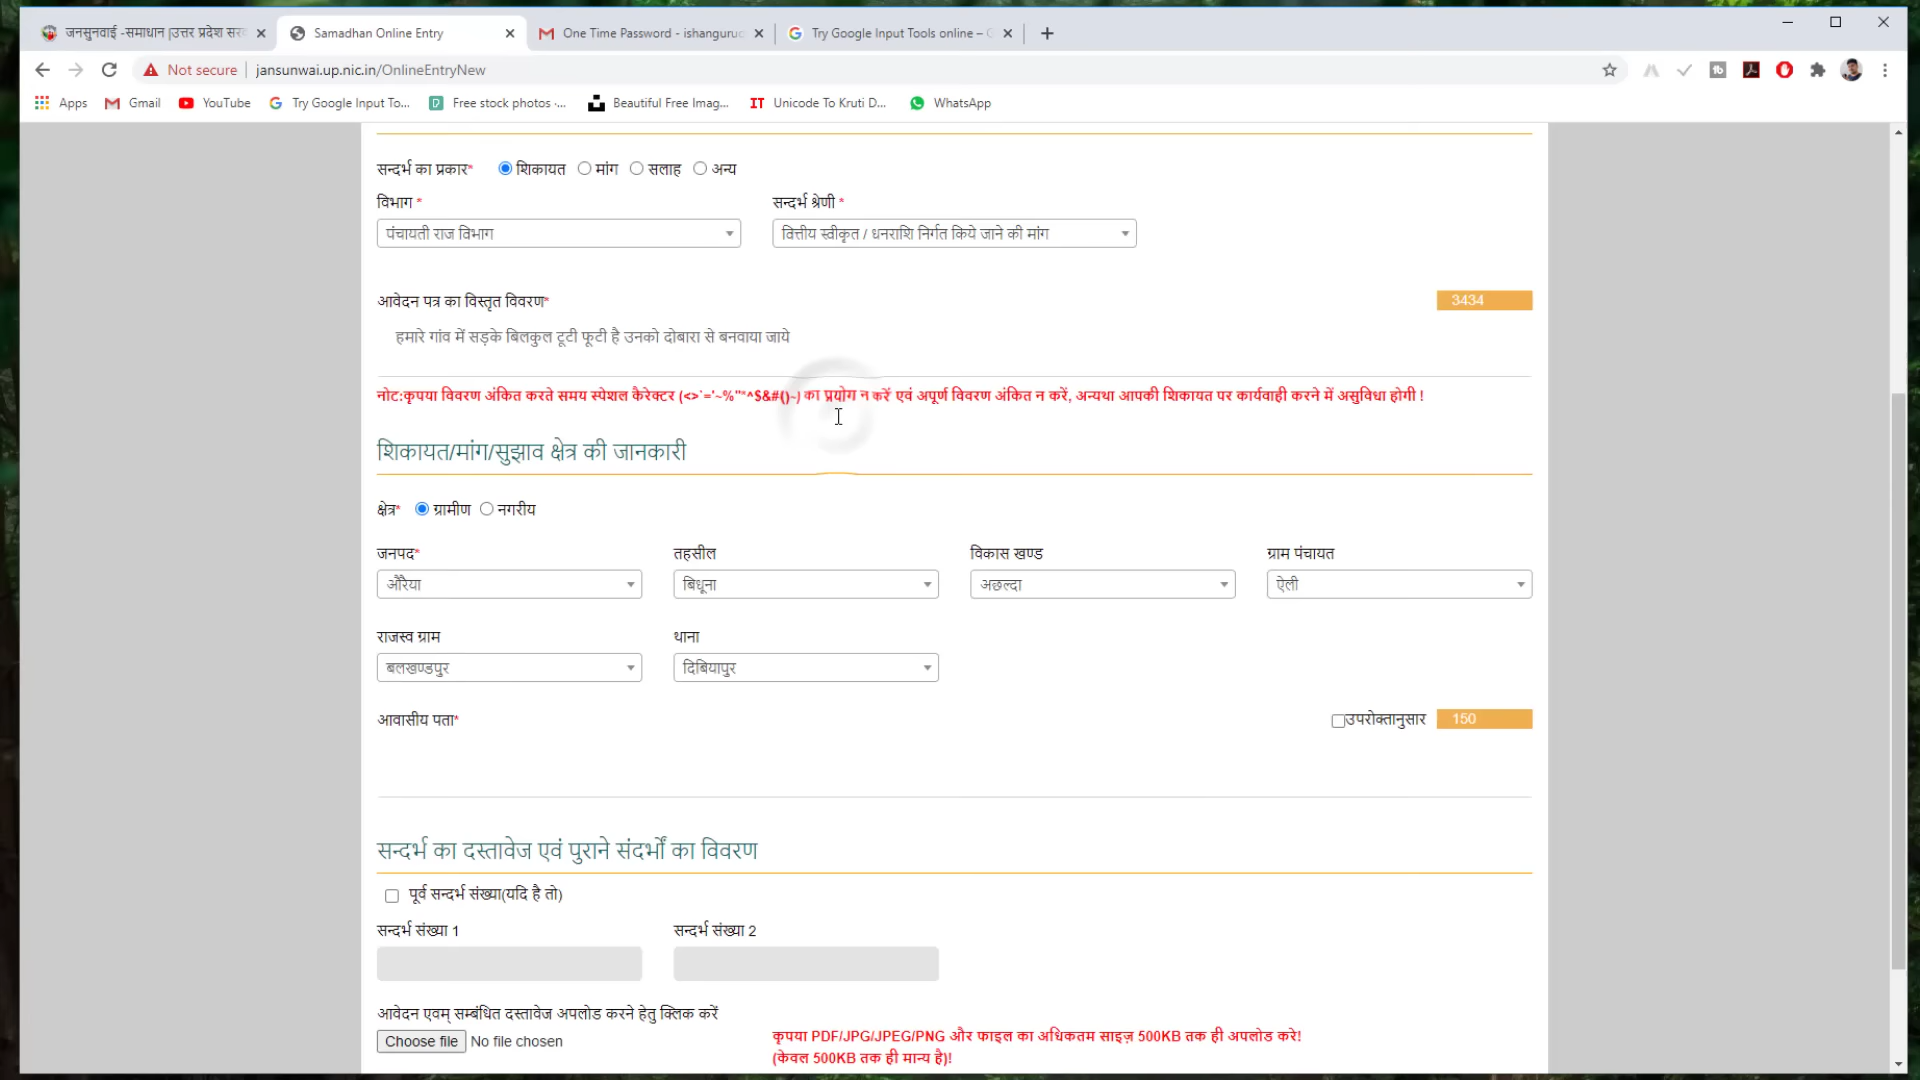 जनसुनवाई -समाधान |उत्तर प्रदेश सर
Samadhan Online Entry
One Time Password - ishanguru
Try Google Input Tools online –
Not secure
jansunwai.up.nic.in/OnlineEntryNew
Apps
Gmail
YouTube
Try Google Input To...
Free stock photos -...
Beautiful Free Imag...
IT Unicode To Kruti D...
WhatsApp
सन्दर्भ का प्रकार* शिकायत मांग सलाह अन्य
विभाग * सन्दर्भ श्रेणी *
पंचायती राज विभाग वित्तीय स्वीकृत / धनराशि निर्गत किये जाने की मांग
आवेदन पत्र का विस्तृत विवरण* 3434
हमारे गांव में सड़के बिलकुल टूटी फूटी है उनको दोबारा से बनवाया जाये
नोट:कृपया विवरण अंकित करते समय स्पेशल कैरेक्टर (<>`='~%"*^$&#()~) का प्रयोग न करें एवं अपूर्ण विवरण अंकित न करें, अन्यथा आपकी शिकायत पर कार्यवाही करने में असुविधा होगी !
शिकायत/मांग/सुझाव क्षेत्र की जानकारी
क्षेत्र* ग्रामीण नगरीय
जनपद* तहसील विकास खण्ड ग्राम पंचायत
औरैया बिधूना अछल्दा ऐली
राजस्व ग्राम थाना
बलखण्डपुर दिबियापुर
आवासीय पता* उपरोक्तानुसार 150
सन्दर्भ का दस्तावेज एवं पुराने संदर्भों का विवरण
पूर्व सन्दर्भ संख्या(यदि है तो)
सन्दर्भ संख्या 1 सन्दर्भ संख्या 2
आवेदन एवम् सम्बंधित दस्तावेज अपलोड करने हेतु क्लिक करें
Choose file No file chosen
कृपया PDF/JPG/JPEG/PNG और फाइल का अधिकतम साइज़ 500KB तक ही अपलोड करे!
(केवल 500KB तक ही मान्य है)!